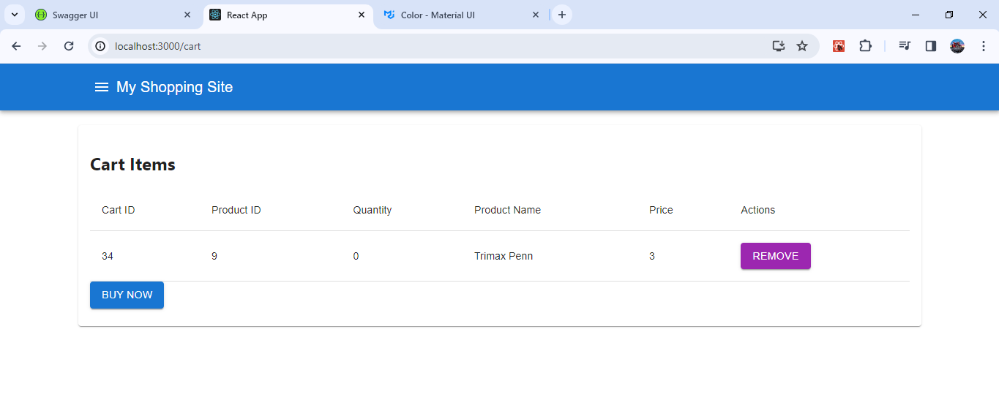 Swagger UI
React App
Color - Material UI
localhost:3000/cart
My Shopping Site
Cart Items
Cart ID Product ID Quantity Product Name Price Actions
34 9 0 Trimax Penn 3 REMOVE
BUY NOW